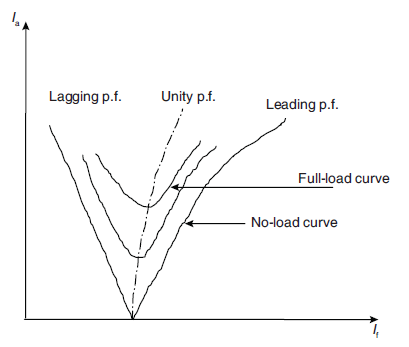 Ia
Lagging p.f.
Unity p.f.
Leading p.f.
Full-load curve
No-load curve
If